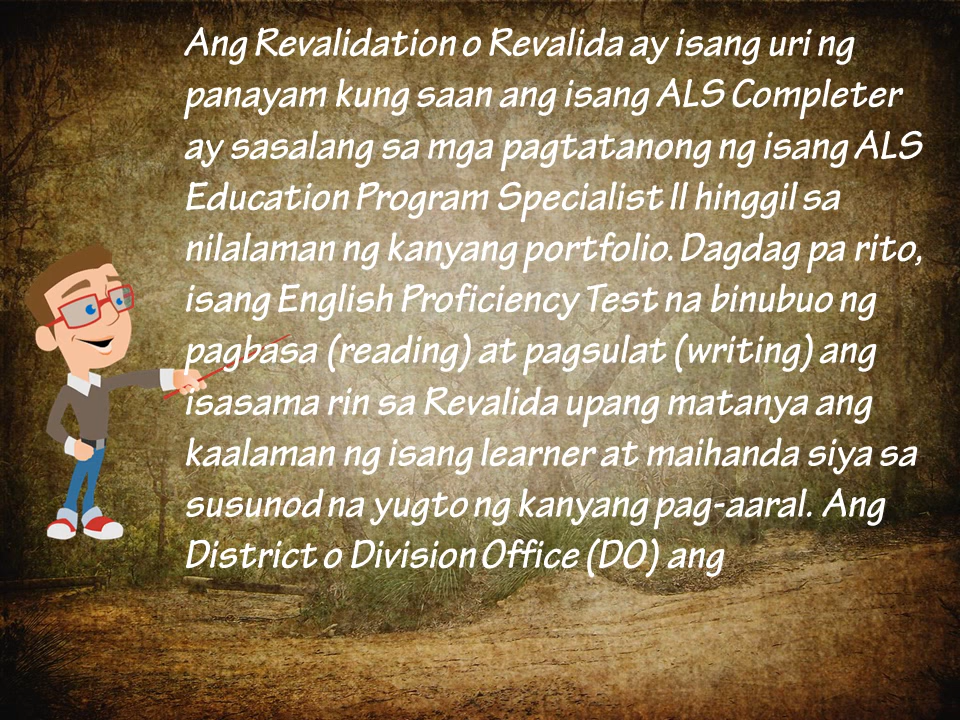 Ang Revalidation o Revalida ay isang uri ng
panayam kung saan ang isang ALS Completer
ay sasalang sa mga pagtatanong ng isang ALS
Education Program Specialist II hinggil sa
nilalaman ng kanyang portfolio. Dagdag pa rito,
isang English Proficiency Test na binubuo ng
pagbasa (reading) at pagsulat (writing) ang
isasama rin sa Revalida upang matanya ang
kaalaman ng isang learner at maihanda siya sa
susunod na yugto ng kanyang pag-aaral. Ang
District o Division Office (DO) ang